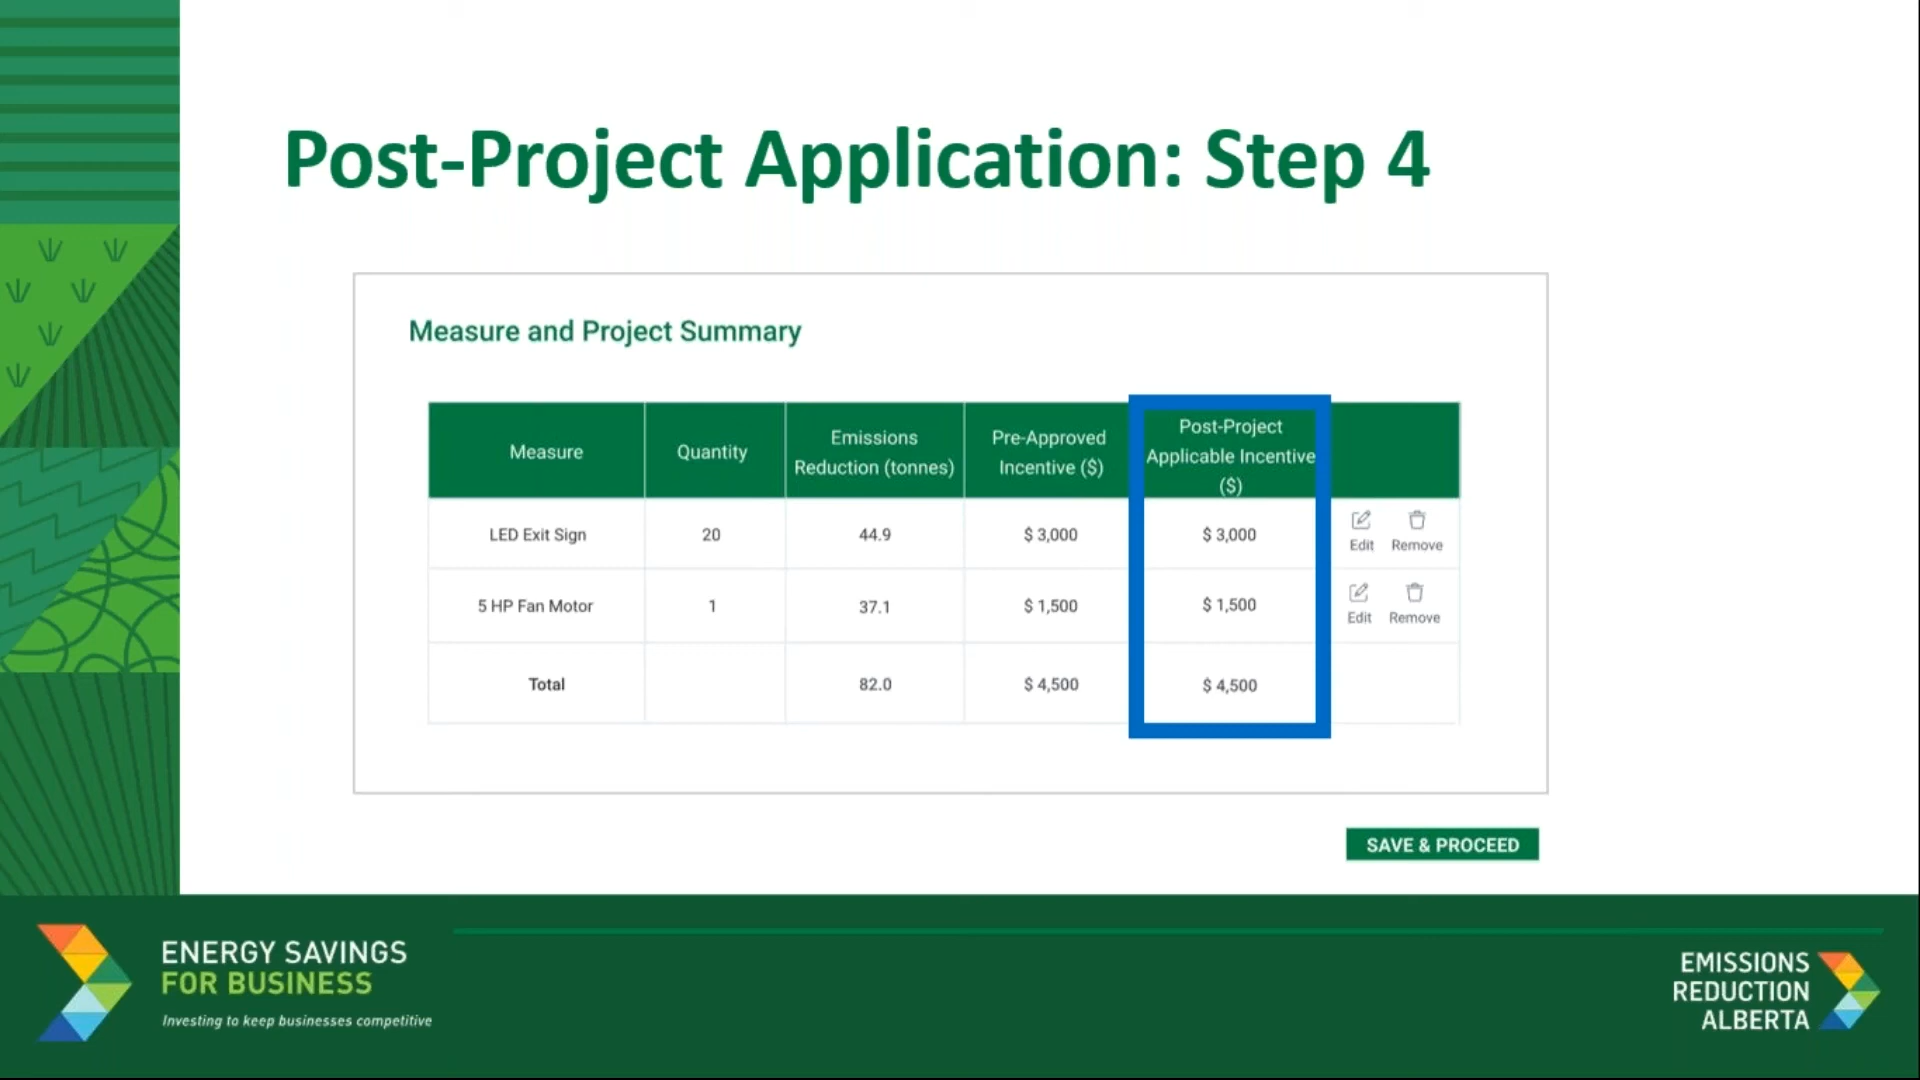 Post-Project Application: Step 4
Measure and Project Summary
Measure
Quantity
Emissions
Reduction (tonnes)
Pre-Approved
Incentive ($)
Post-Project
Applicable Incentive
($)
LED Exit Sign
20
44.9
$ 3,000
$ 3,000
Edit
Remove
5 HP Fan Motor
1
37.1
$ 1,500
$ 1,500
Edit
Remove
Total
82.0
$ 4,500
$ 4,500
SAVE & PROCEED
ENERGY SAVINGS
FOR BUSINESS
Investing to keep businesses competitive
EMISSIONS
REDUCTION
ALBERTA